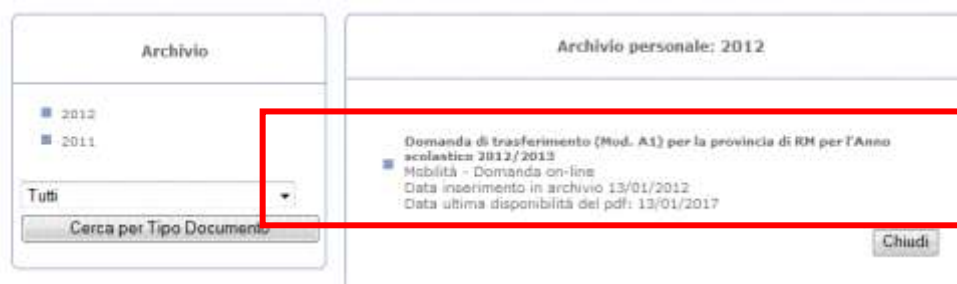 Archivio
2012
2011
Tutti
Cerca per Tipo Documento
Archivio personale: 2012
Domanda di trasferimento (Mod. A1) per la provincia di RM per l'Anno
scolastico 2012/2013
Mobilità - Domanda on-line
Data inserimento in archivio 13/01/2012
Data ultima disponibilità del pdf: 13/01/2017
Chiudi